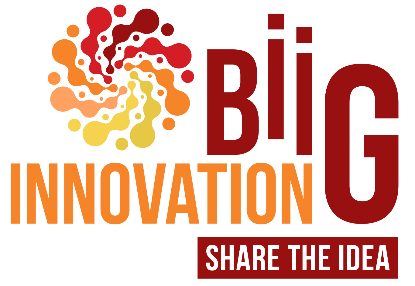 BiiG
INNOVATION
SHARE THE IDEA